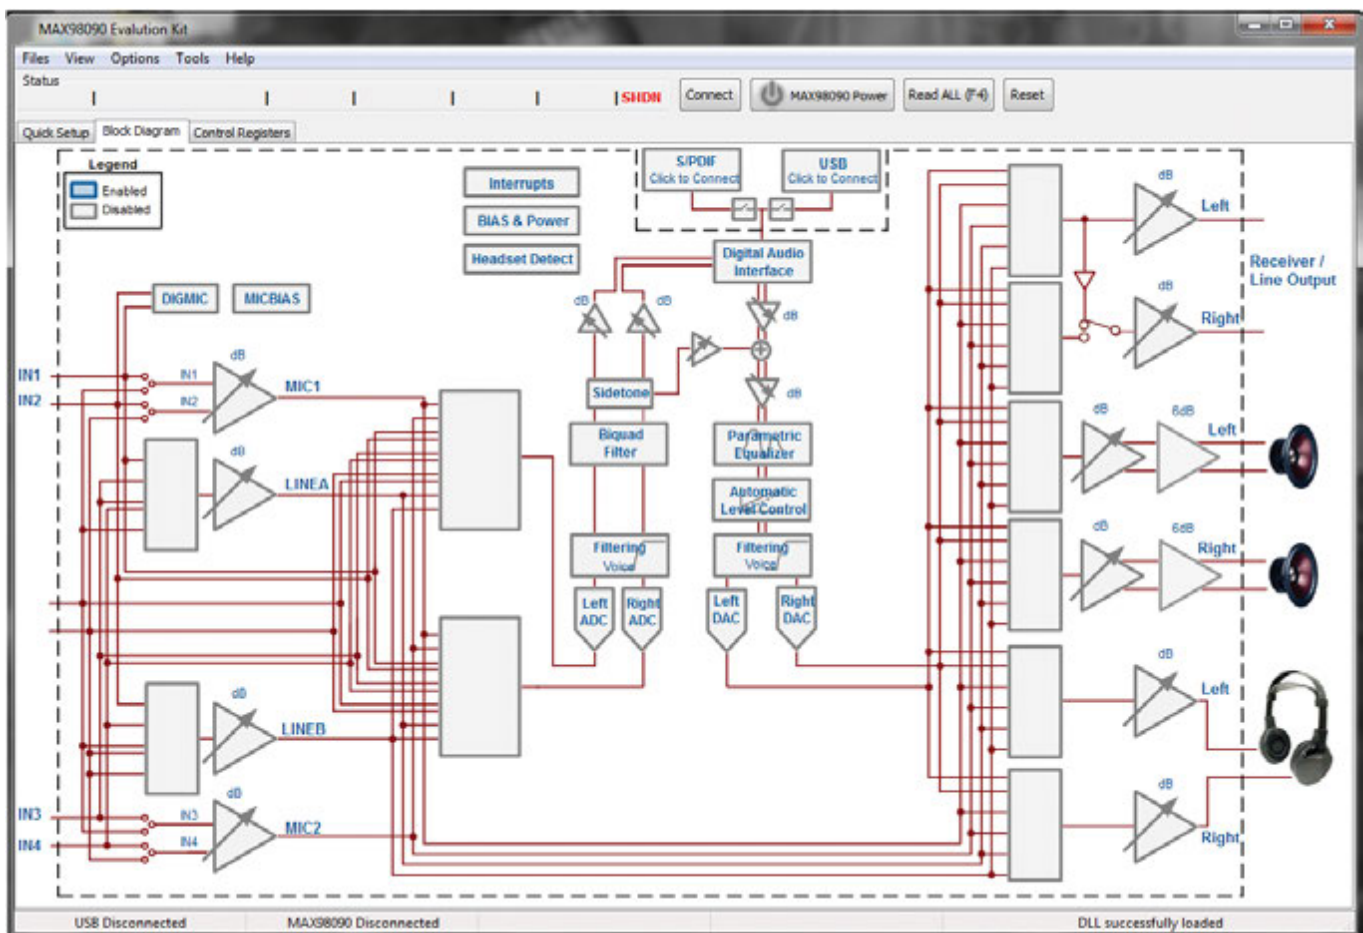 MAX98090 Evalution Kit
Files View Options Tools Help
Status
SHDN
Connect
MAX98090 Power
Read ALL (F4)
Reset
Quick Setup
Block Diagram
Control Registers
Legend
Enabled
Disabled
Interrupts
BIAS & Power
Headset Detect
S/PDIF
Click to Connect
USB
Click to Connect
Digital Audio
Interface
dB
Left
Receiver /
Line Output
dB
Right
DIGMIC
MICBIAS
dB
dB
dB
IN1
IN2
IN1
IN2
dB
MIC1
Sidetone
dB
Biquad
Filter
Parametric
Equalizer
dB
6dB
Left
dB
LINEA
Automatic
Level Control
Filtering
Voice
Filtering
Voice
dB
6dB
Right
Left
ADC
Right
ADC
Left
DAC
Right
DAC
dB
LINEB
dB
Left
IN3
IN4
IN3
IN4
dB
MIC2
dB
Right
USB Disconnected
MAX98090 Disconnected
DLL successfully loaded